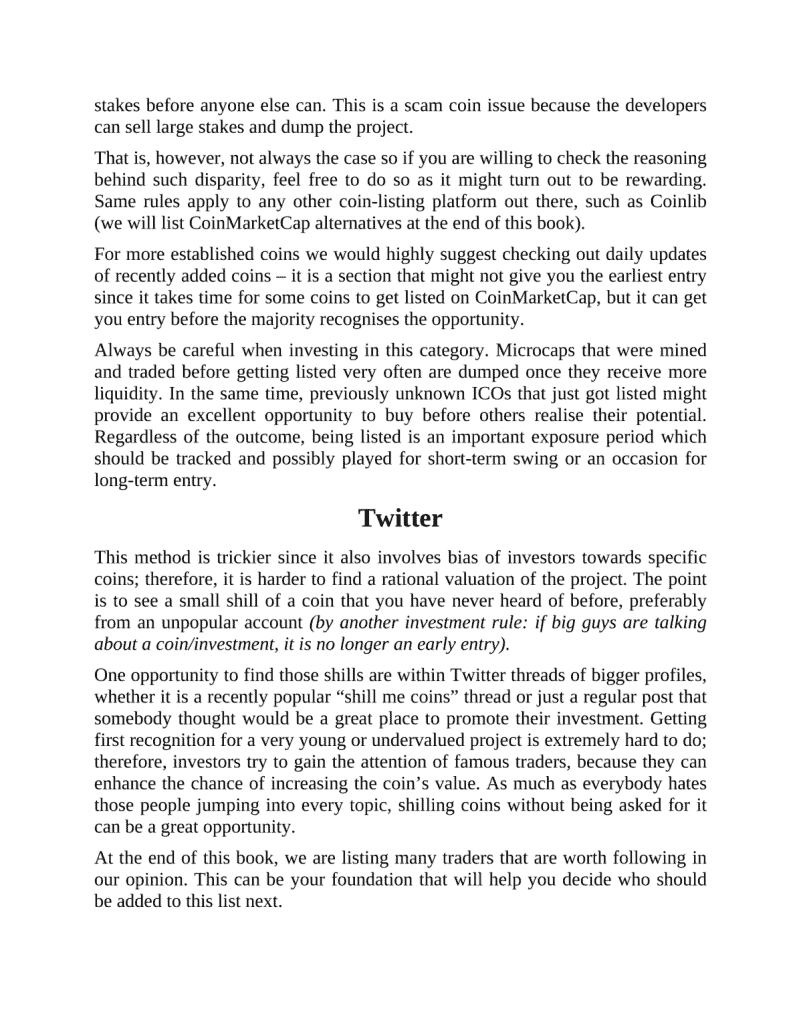 stakes before anyone else can. This is a scam coin issue because the developers
can sell large stakes and dump the project.
That is, however, not always the case so if you are willing to check the reasoning
behind such disparity, feel free to do so as it might turn out to be rewarding.
Same rules apply to any other coin-listing platform out there, such as Coinlib
(we will list CoinMarketCap alternatives at the end of this book).
For more established coins we would highly suggest checking out daily updates
of recently added coins – it is a section that might not give you the earliest entry
since it takes time for some coins to get listed on CoinMarketCap, but it can get
you entry before the majority recognises the opportunity.
Always be careful when investing in this category. Microcaps that were mined
and traded before getting listed very often are dumped once they receive more
liquidity. In the same time, previously unknown ICOs that just got listed might
provide an excellent opportunity to buy before others realise their potential.
Regardless of the outcome, being listed is an important exposure period which
should be tracked and possibly played for short-term swing or an occasion for
long-term entry.
Twitter
This method is trickier since it also involves bias of investors towards specific
coins; therefore, it is harder to find a rational valuation of the project. The point
is to see a small shill of a coin that you have never heard of before, preferably
from an unpopular account (by another investment rule: if big guys are talking
about a coin/investment, it is no longer an early entry).
One opportunity to find those shills are within Twitter threads of bigger profiles,
whether it is a recently popular “shill me coins” thread or just a regular post that
somebody thought would be a great place to promote their investment. Getting
first recognition for a very young or undervalued project is extremely hard to do;
therefore, investors try to gain the attention of famous traders, because they can
enhance the chance of increasing the coin’s value. As much as everybody hates
those people jumping into every topic, shilling coins without being asked for it
can be a great opportunity.
At the end of this book, we are listing many traders that are worth following in
our opinion. This can be your foundation that will help you decide who should
be added to this list next.